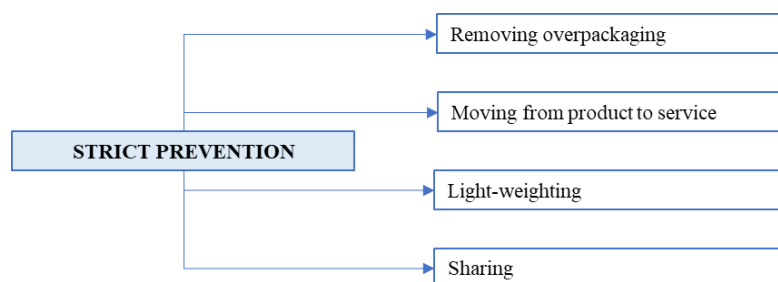 Removing overpackaging
Moving from product to service
STRICT PREVENTION
Light-weighting
Sharing